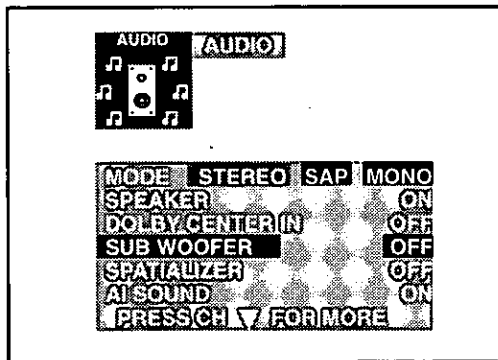 AUDIO AUDIO
MODE STEREO SAP MONO
SPEAKER ON
DOLBY CENTER IN OFF
SUB WOOFER OFF
SPATIALIZER OFF
AI SOUND ON
PRESS CH ▽ FOR MORE